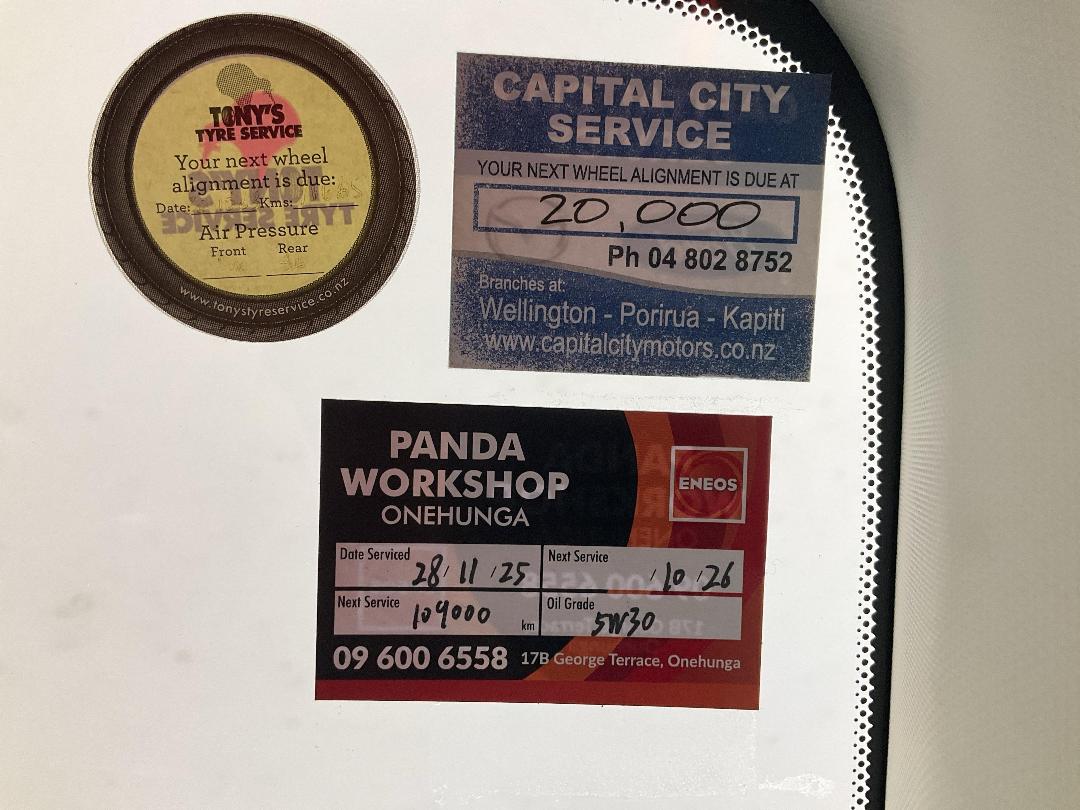 TONY'S
TYRE SERVICE
Your next wheel
alignment is due:
Date: Kms:
Air Pressure
Front Rear
www.tonystyreservice.co.nz
CAPITAL CITY
SERVICE
YOUR NEXT WHEEL ALIGNMENT IS DUE AT
20,000
Ph 04 802 8752
Branches at:
Wellington - Porirua - Kapiti
www.capitalcitymotors.co.nz
PANDA
WORKSHOP
ONEHUNGA
ENEOS
Date Serviced 28/11/25 Next Service /10/26
Next Service 109000 km Oil Grade 5W30
09 600 6558 17B George Terrace, Onehunga